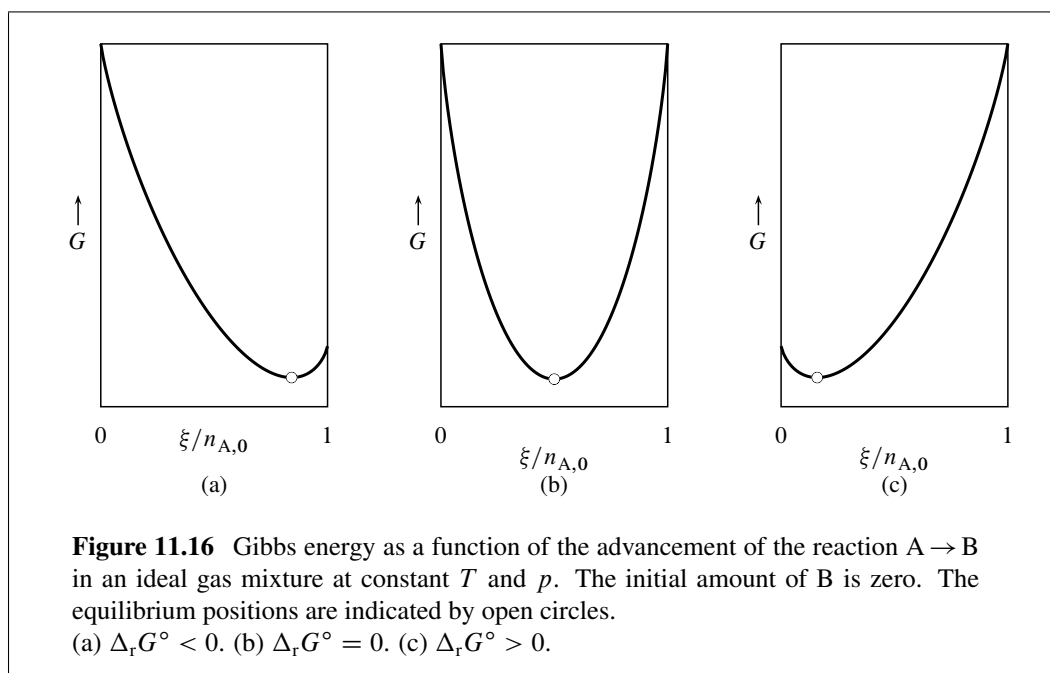 G
0
1
ξ/n_A,0
(a)
G
0
1
ξ/n_A,0
(b)
G
0
1
ξ/n_A,0
(c)
Figure 11.16 Gibbs energy as a function of the advancement of the reaction A → B
in an ideal gas mixture at constant T and p. The initial amount of B is zero. The
equilibrium positions are indicated by open circles.
(a) Δ_rG° < 0. (b) Δ_rG° = 0. (c) Δ_rG° > 0.